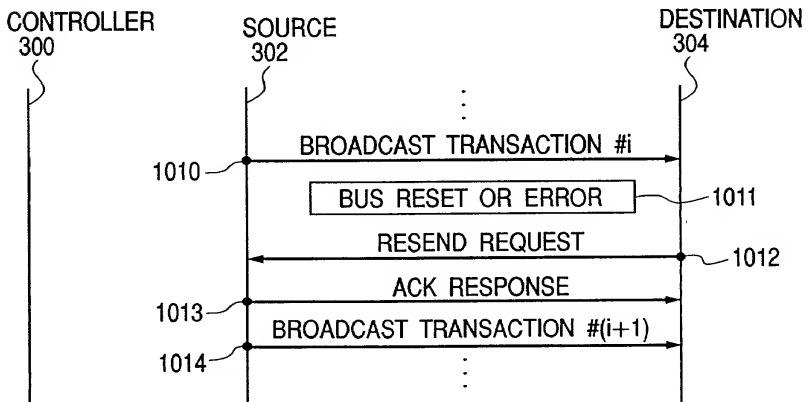 CONTROLLER
300
SOURCE
302
DESTINATION
304
BROADCAST TRANSACTION #i
1010
BUS RESET OR ERROR
1011
RESEND REQUEST
1012
ACK RESPONSE
1013
BROADCAST TRANSACTION #(i+1)
1014